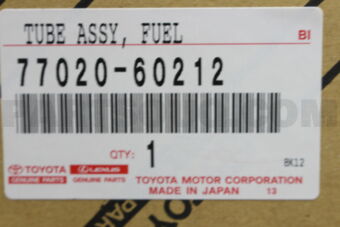 TUBE ASSY, FUEL
BI
77020-60212
QTY: 1
BK12
TOYOTA LEXUS
GENUINE PARTS GENUINE PARTS
TOYOTA MOTOR CORPORATION
MADE IN JAPAN 13